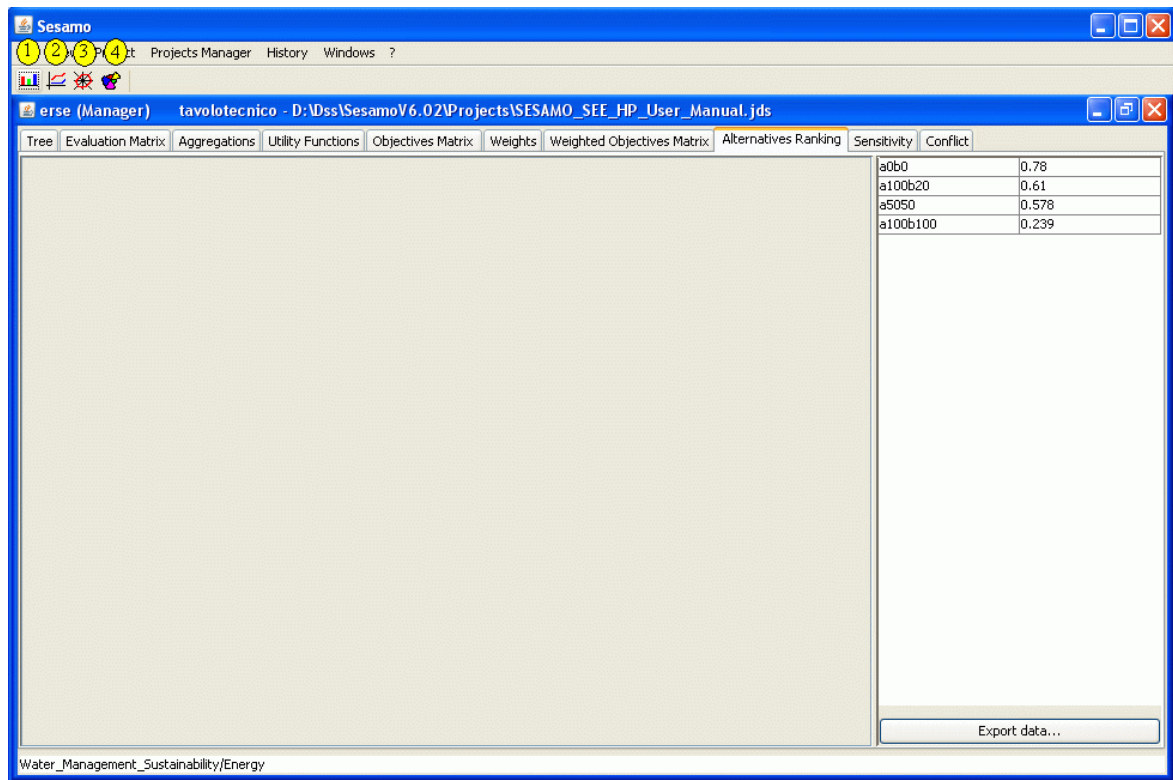 Sesamo
1 2 3 4 Projects Manager History Windows ?
erse (Manager) tavolotecnico - D:\Dss\SesamoV6.02\Projects\SESAMO_SEE_HP_User_Manual.jds
Tree Evaluation Matrix Aggregations Utility Functions Objectives Matrix Weights Weighted Objectives Matrix Alternatives Ranking Sensitivity Conflict
a0b0 0.78
a100b20 0.61
a5050 0.578
a100b100 0.239
Export data...
Water_Management_Sustainability/Energy